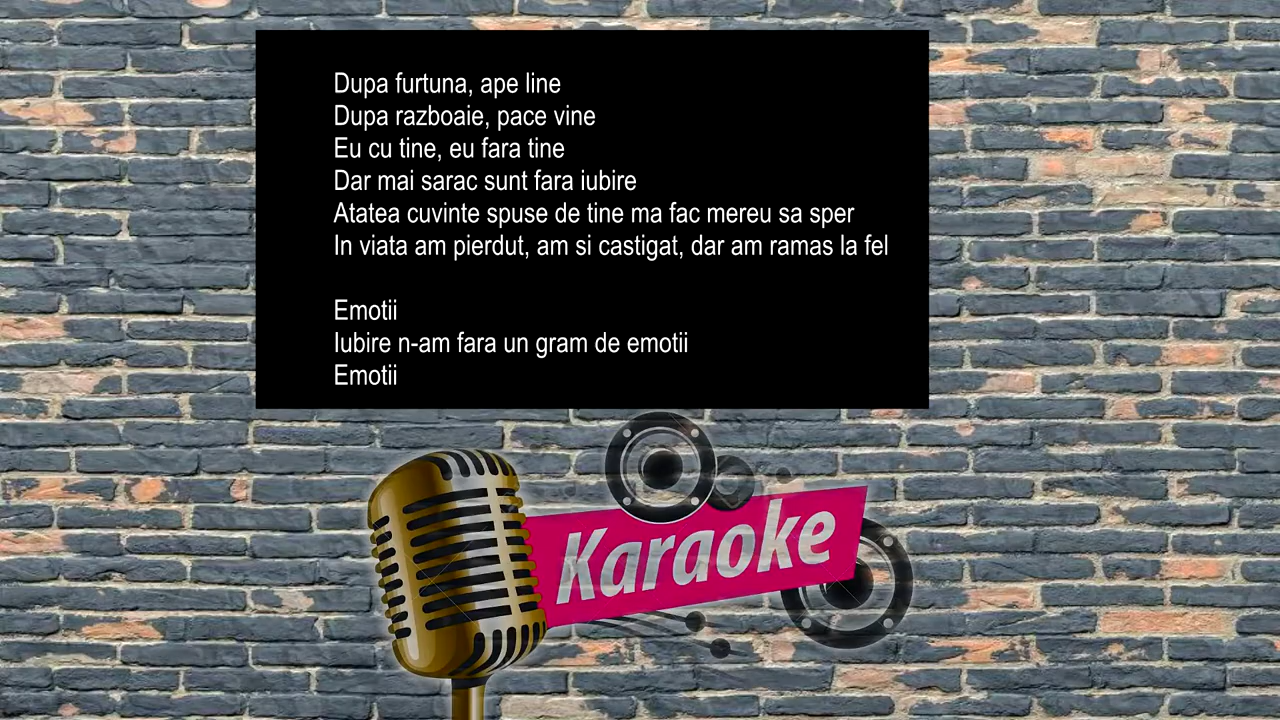 Dupa furtuna, ape line
Dupa razboaie, pace vine
Eu cu tine, eu fara tine
Dar mai sarac sunt fara iubire
Atatea cuvinte spuse de tine ma fac mereu sa sper
In viata am pierdut, am si castigat, dar am ramas la fel
Emotii
Iubire n-am fara un gram de emotii
Emotii
Karaoke